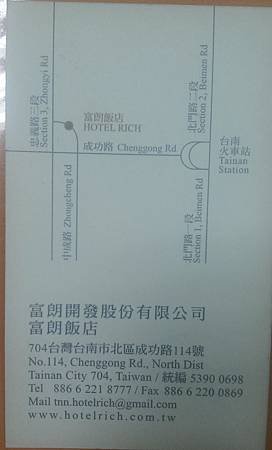 忠義路三段
Section 3, Zhongyi Rd
富朗飯店
HOTEL RICH
北門路二段
Section 2, Beimen Rd
成功路 Chenggong Rd
台南
火車站
Tainan
Station
中成路 Zhongcheng Rd
北門路一段
Section 1, Beimen Rd
富朗開發股份有限公司
富朗飯店
704台灣台南市北區成功路114號
No.114, Chenggong Rd., North Dist
Tainan City 704, Taiwan / 統編 5390 0698
Tel 886 6 221 8777 / Fax 886 6 220 0869
Mail tnn.hotelrich@gmail.com
www.hotelrich.com.tw